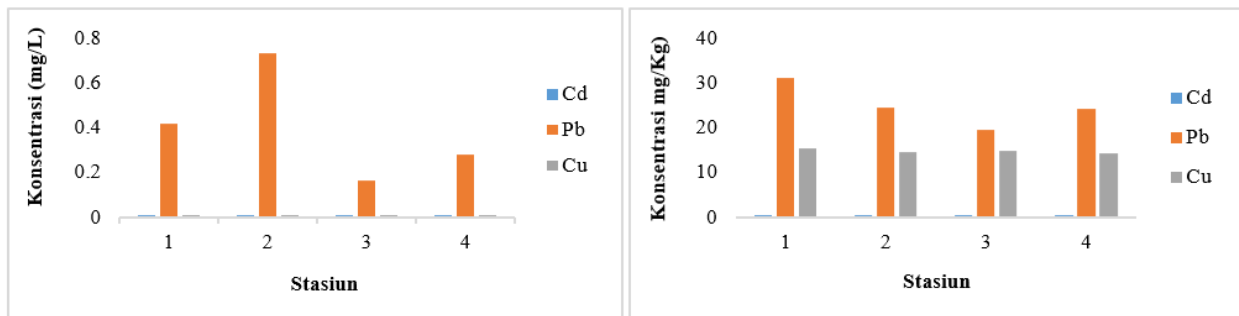 Konsentrasi (mg/L)
0.8
0.6
0.4
0.2
0
1 2 3 4
Stasiun
Cd
Pb
Cu
Konsentrasi mg/Kg
40
30
20
10
0
1 2 3 4
Stasiun
Cd
Pb
Cu